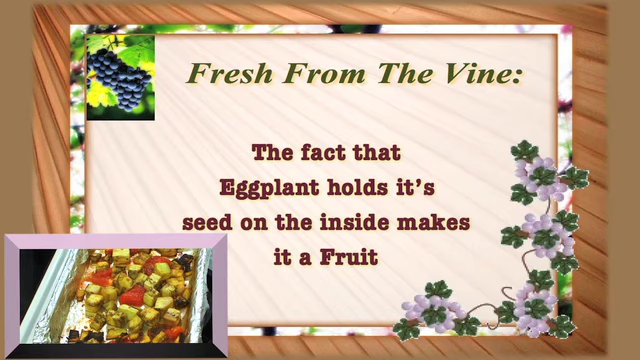 Fresh From The Vine:
The fact that
Eggplant holds it's
seed on the inside makes
it a Fruit